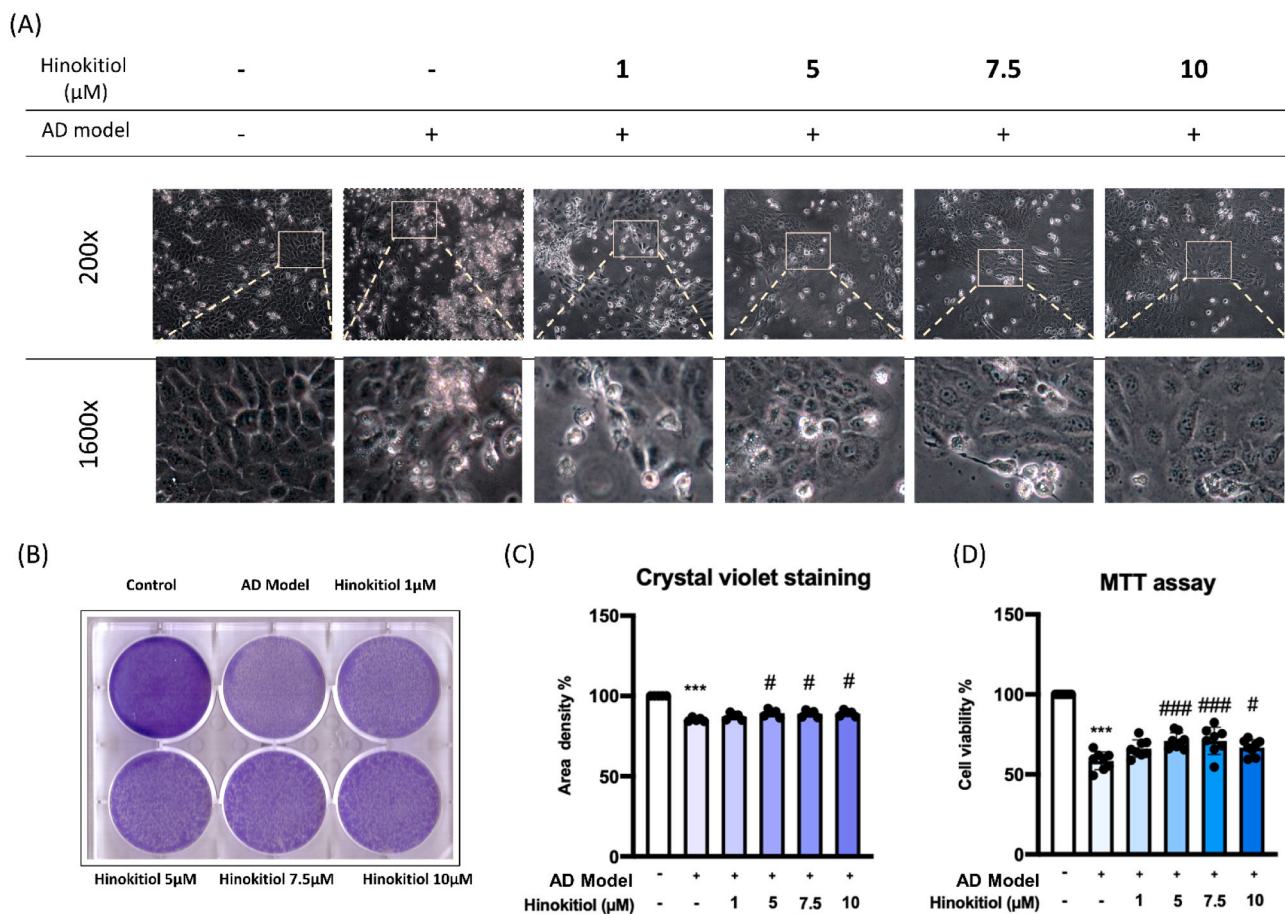 (A)
Hinokitiol (µM) - - 1 5 7.5 10
AD model - + + + + +
200x
1600x
(B)
Control AD Model Hinokitiol 1µM
Hinokitiol 5µM Hinokitiol 7.5µM Hinokitiol 10µM
(C)
Crystal violet staining
Area density %
150
100
50
0
*** # # #
AD Model - + + + + +
Hinokitiol (µM) - - 1 5 7.5 10
(D)
MTT assay
Cell viability %
150
100
50
0
*** ### ### #
AD Model - + + + + +
Hinokitiol (µM) - - 1 5 7.5 10